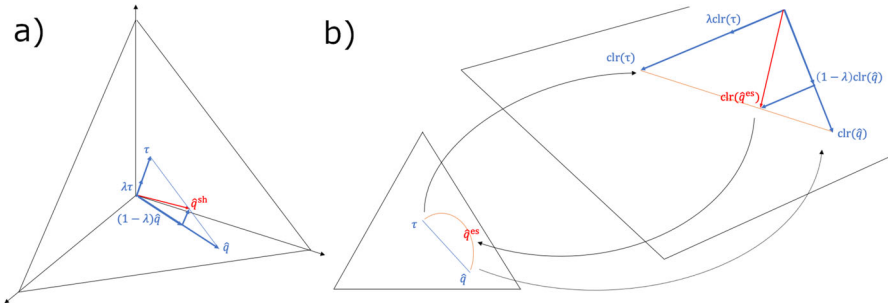 a)
τ
λτ
q̂ˢʰ
(1 − λ)q̂
q̂
b)
λclr(τ)
clr(τ)
(1 − λ)clr(q̂)
clr(q̂ᵉˢ)
clr(q̂)
τ
q̂ᵉˢ
q̂